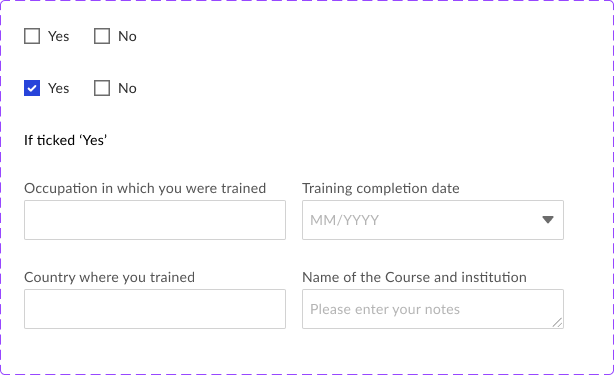 Yes No
Yes No
If ticked ‘Yes’
Occupation in which you were trained
Training completion date
MM/YYYY
Country where you trained
Name of the Course and institution
Please enter your notes